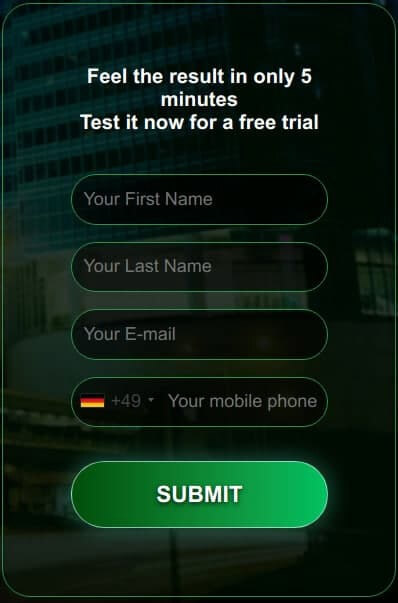 Feel the result in only 5
minutes
Test it now for a free trial
Your First Name
Your Last Name
Your E-mail
+49 Your mobile phone
SUBMIT